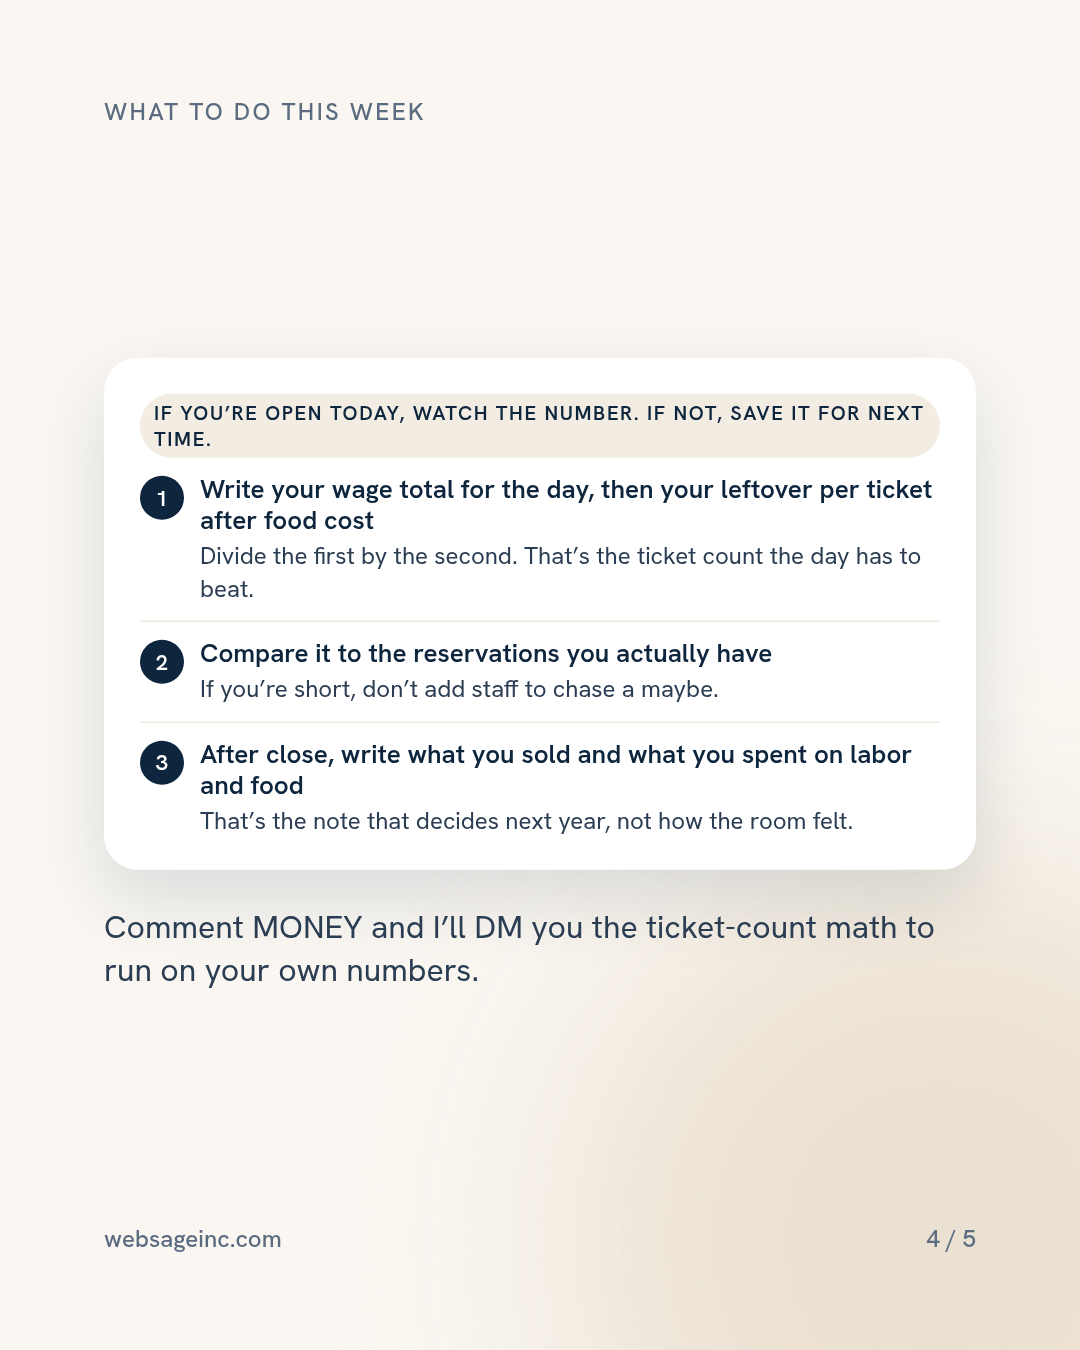 WHAT TO DO THIS WEEK
IF YOU’RE OPEN TODAY, WATCH THE NUMBER. IF NOT, SAVE IT FOR NEXT
TIME.
1
Write your wage total for the day, then your leftover per ticket
after food cost
Divide the first by the second. That’s the ticket count the day has to
beat.
2
Compare it to the reservations you actually have
If you’re short, don’t add staff to chase a maybe.
3
After close, write what you sold and what you spent on labor
and food
That’s the note that decides next year, not how the room felt.
Comment MONEY and I’ll DM you the ticket-count math to
run on your own numbers.
websageinc.com
4 / 5